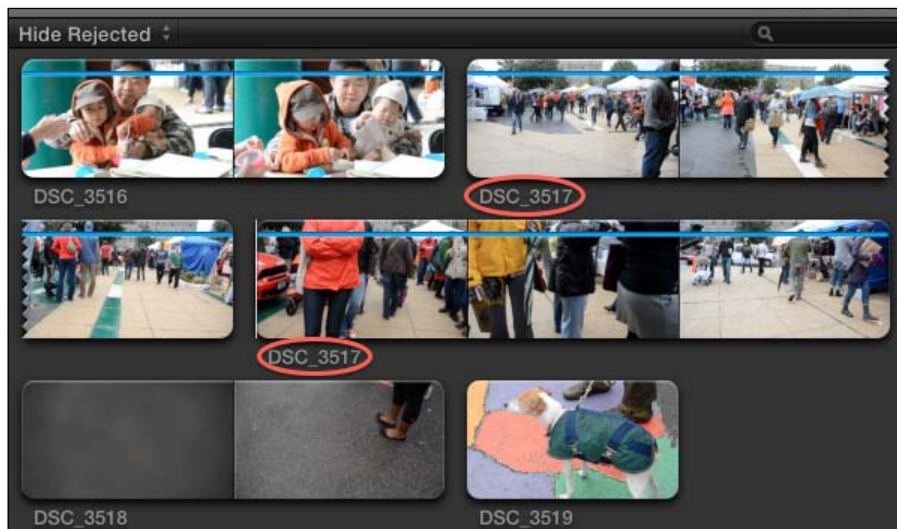 Hide Rejected
DSC_3516
DSC_3517
DSC_3517
DSC_3518
DSC_3519